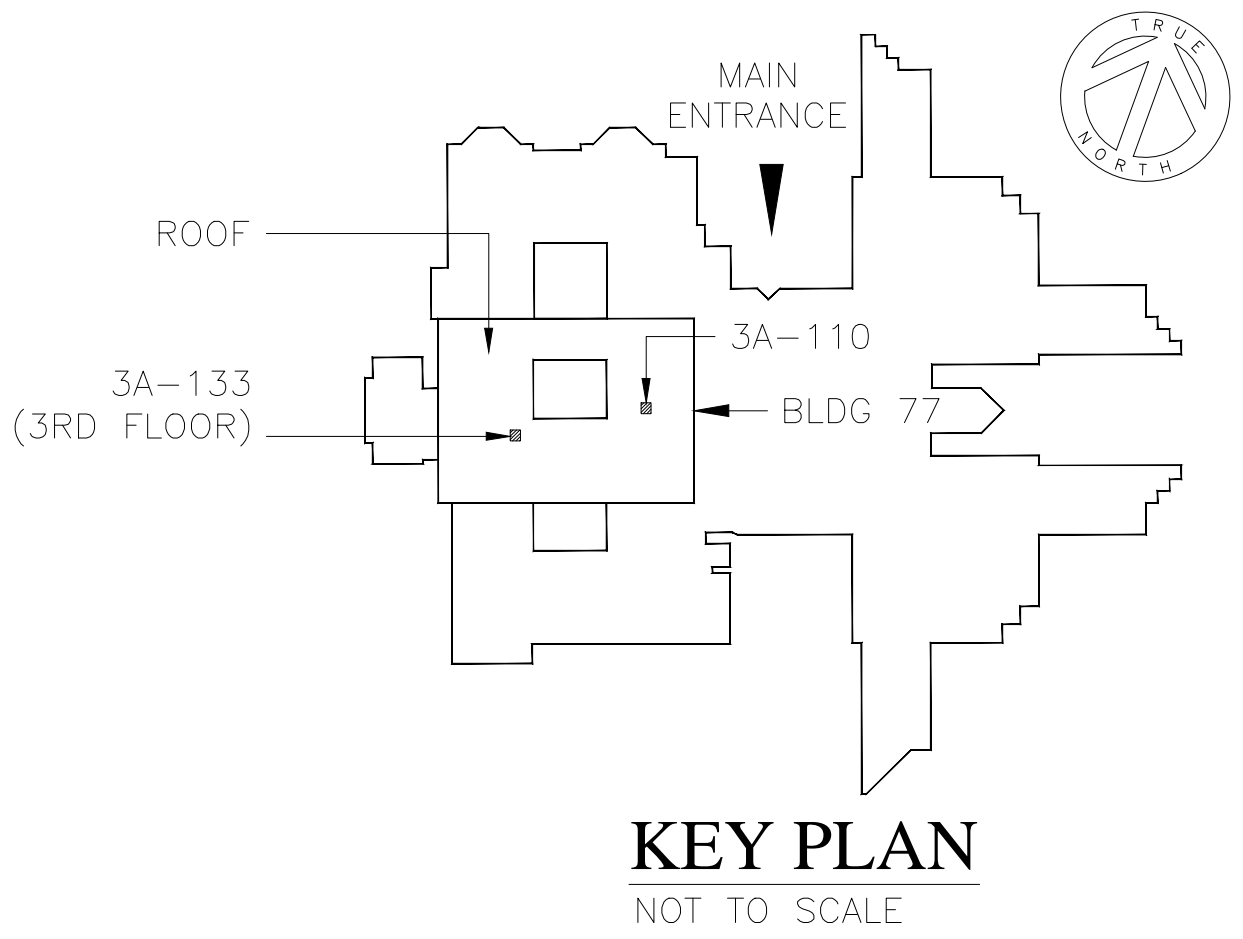 TRUE
NORTH
MAIN
ENTRANCE
ROOF
3A-110
3A-133
(3RD FLOOR)
BLDG 77
KEY PLAN
NOT TO SCALE